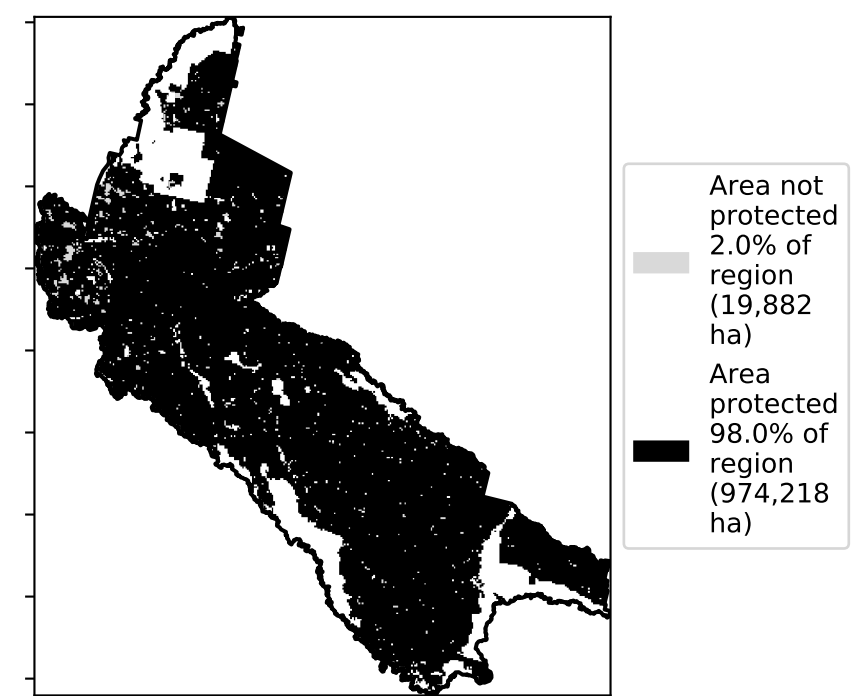 Area not
protected
2.0% of
region
(19,882
ha)
Area
protected
98.0% of
region
(974,218
ha)